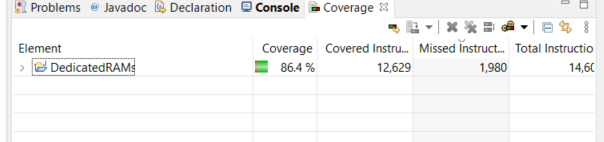 Problems Javadoc Declaration Console Coverage
Element Coverage Covered Instru... Missed Instruct... Total Instructio
DedicatedRAMs 86.4 % 12,629 1,980 14,60